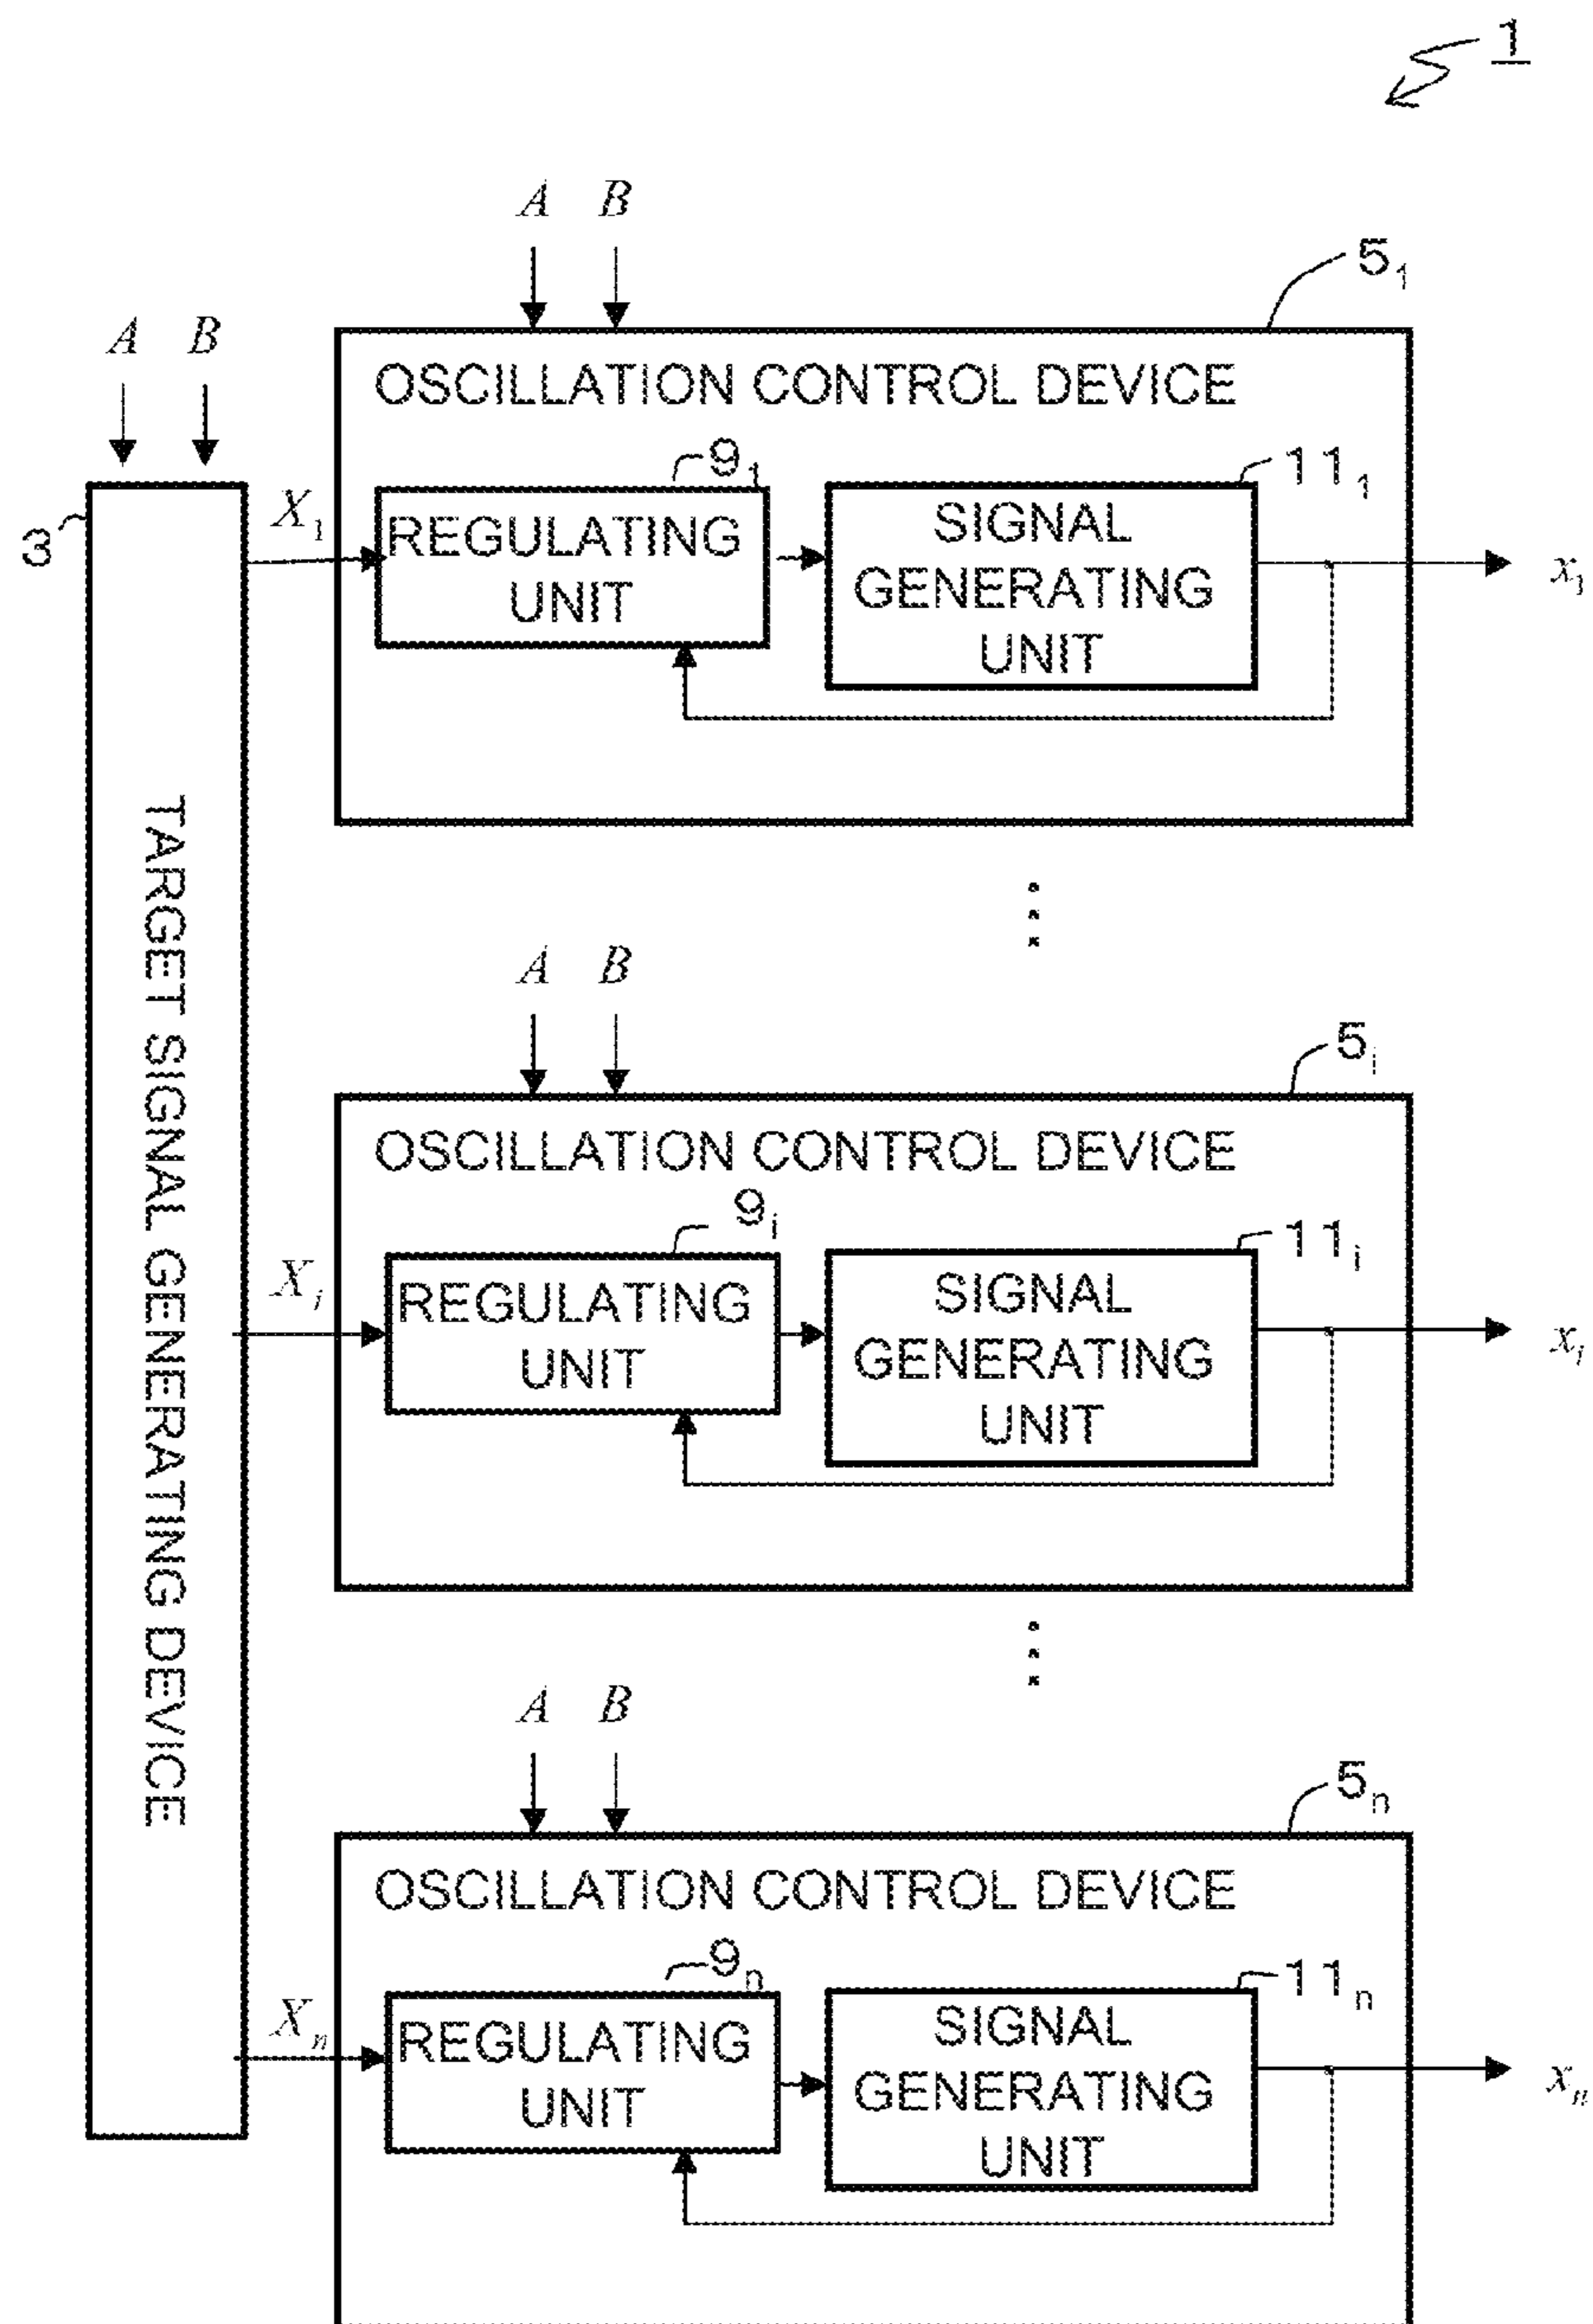 1
A B
5₁
A B
OSCILLATION CONTROL DEVICE
9₁
11₁
3
X₁
REGULATING
UNIT
SIGNAL
GENERATING
UNIT
x₁
TARGET SIGNAL GENERATING DEVICE
A B
5ᵢ
OSCILLATION CONTROL DEVICE
9ᵢ
11ᵢ
Xᵢ
REGULATING
UNIT
SIGNAL
GENERATING
UNIT
xᵢ
A B
5ₙ
OSCILLATION CONTROL DEVICE
9ₙ
11ₙ
Xₙ
REGULATING
UNIT
SIGNAL
GENERATING
UNIT
xₙ